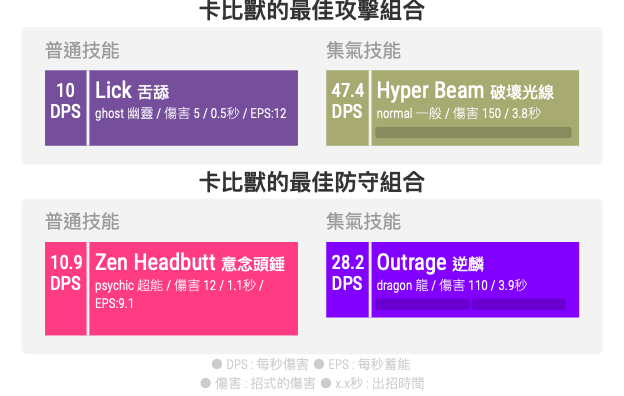 卡比獸的最佳攻擊組合
普通技能
集氣技能
10 DPS
Lick 舌舔
ghost 幽靈 / 傷害 5 / 0.5秒 / EPS:12
47.4 DPS
Hyper Beam 破壞光線
normal 一般 / 傷害 150 / 3.8秒
卡比獸的最佳防守組合
普通技能
集氣技能
10.9 DPS
Zen Headbutt 意念頭錘
psychic 超能 / 傷害 12 / 1.1秒 /
EPS:9.1
28.2 DPS
Outrage 逆麟
dragon 龍 / 傷害 110 / 3.9秒
● DPS : 每秒傷害 ● EPS : 每秒蓄能
● 傷害 : 招式的傷害 ● x.x秒 : 出招時間